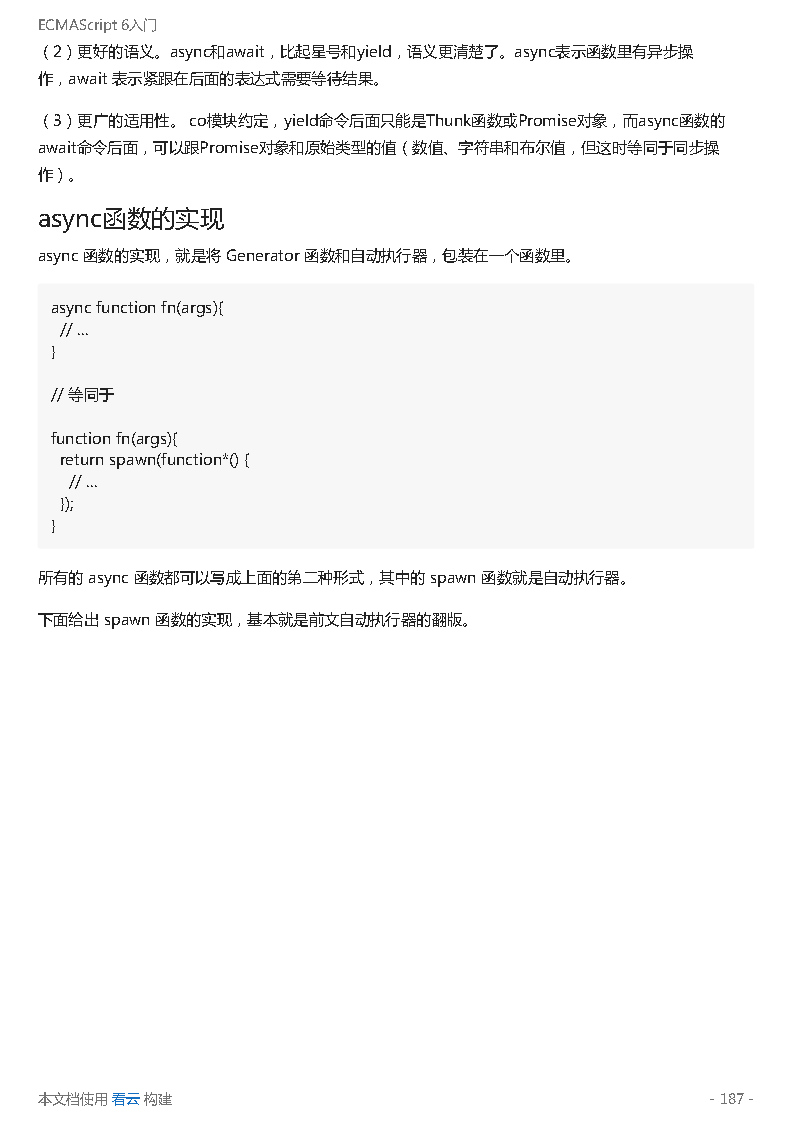 ECMAScript 6入门
（2）更好的语义。async和await，比起星号和yield，语义更清楚了。async表示函数里有异步操
作，await 表示紧跟在后面的表达式需要等待结果。
（3）更广的适用性。 co模块约定，yield命令后面只能是Thunk函数或Promise对象，而async函数的
await命令后面，可以跟Promise对象和原始类型的值（数值、字符串和布尔值，但这时等同于同步操
作）。
async函数的实现
async 函数的实现，就是将 Generator 函数和自动执行器，包装在一个函数里。
async function fn(args){
  // ...
}
// 等同于
function fn(args){
  return spawn(function*() {
    // ...
  });
}
所有的 async 函数都可以写成上面的第二种形式，其中的 spawn 函数就是自动执行器。
下面给出 spawn 函数的实现，基本就是前文自动执行器的翻版。
本文档使用 看云 构建
- 187 -